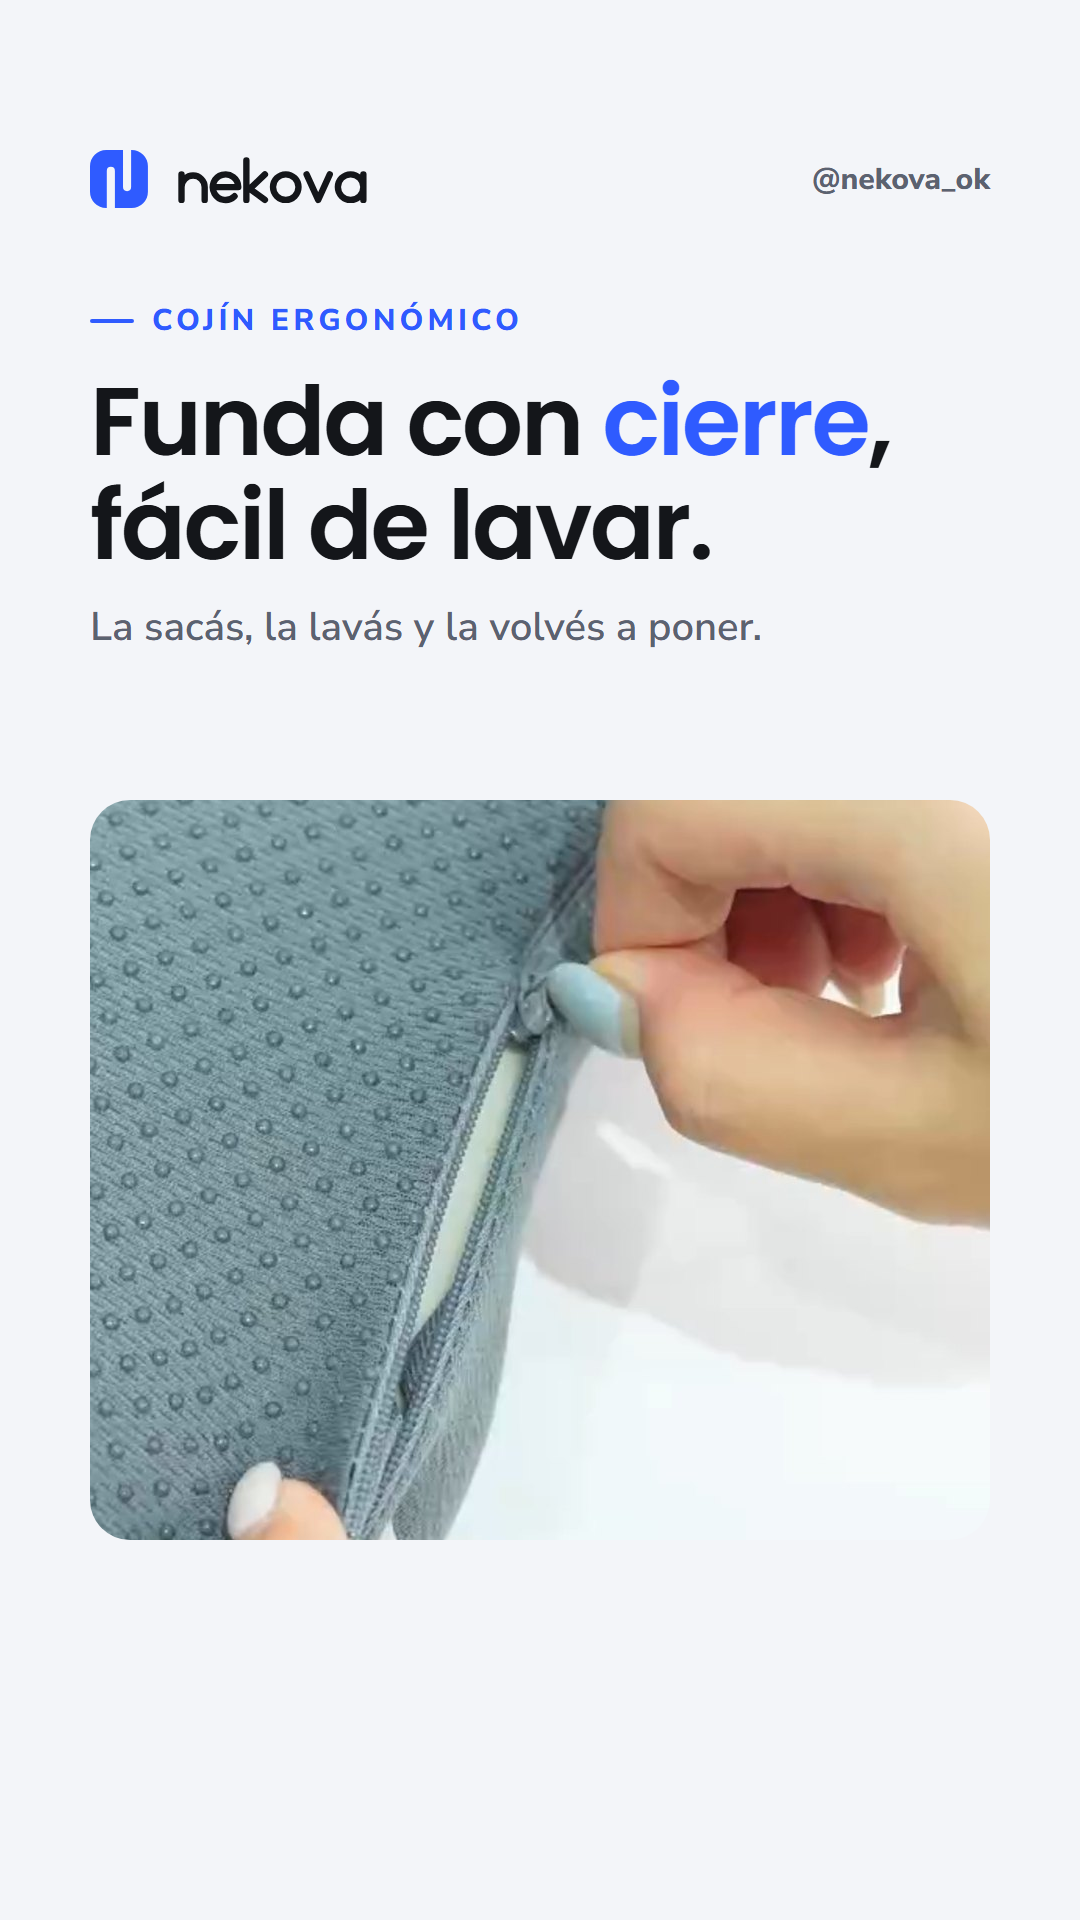 nekova
@nekova_ok
COJÍN ERGONÓMICO
Funda con cierre,
fácil de lavar.
La sacás, la lavás y la volvés a poner.